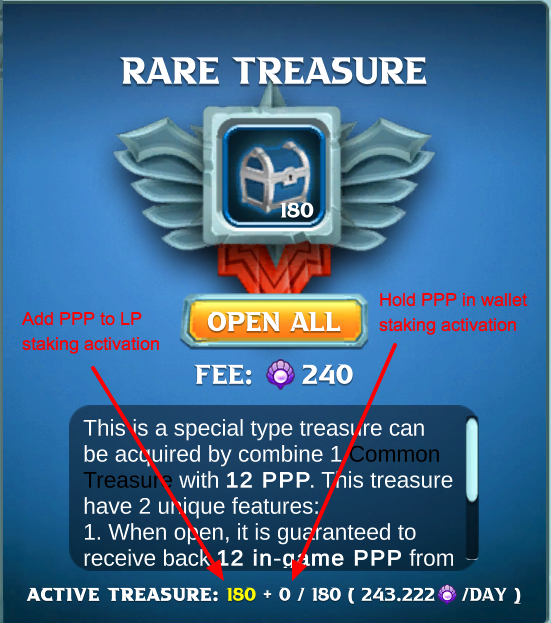 RARE TREASURE
180
OPEN ALL
Add PPP to LP
staking activation
Hold PPP in wallet
staking activation
FEE: 240
This is a special type treasure can
be acquired by combine 1 Common
Treasure with 12 PPP. This treasure
have 2 unique features:
1. When open, it is guaranteed to
receive back 12 in-game PPP from
ACTIVE TREASURE: 180 + 0 / 180 ( 243.222 /DAY )